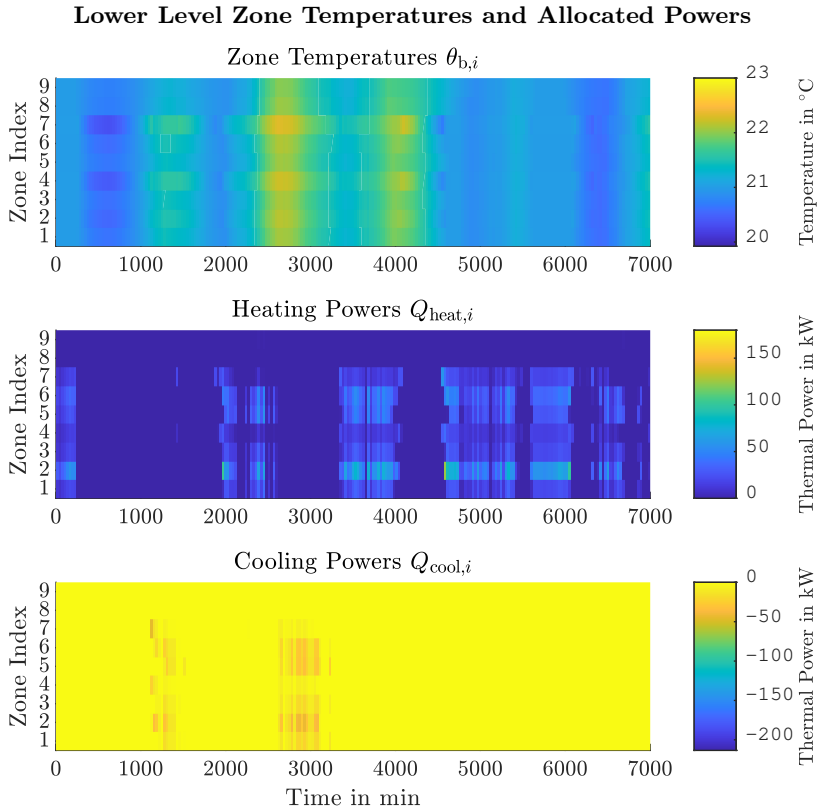 Lower Level Zone Temperatures and Allocated Powers
Zone Temperatures θb,i
Zone Index
9
8
7
6
5
4
3
2
1
0 1000 2000 3000 4000 5000 6000 7000
23
22
21
20
Temperature in °C
Heating Powers Qheat,i
Zone Index
9
8
7
6
5
4
3
2
1
0 1000 2000 3000 4000 5000 6000 7000
150
100
50
0
Thermal Power in kW
Cooling Powers Qcool,i
Zone Index
9
8
7
6
5
4
3
2
1
0 1000 2000 3000 4000 5000 6000 7000
Time in min
0
-50
-100
-150
-200
Thermal Power in kW